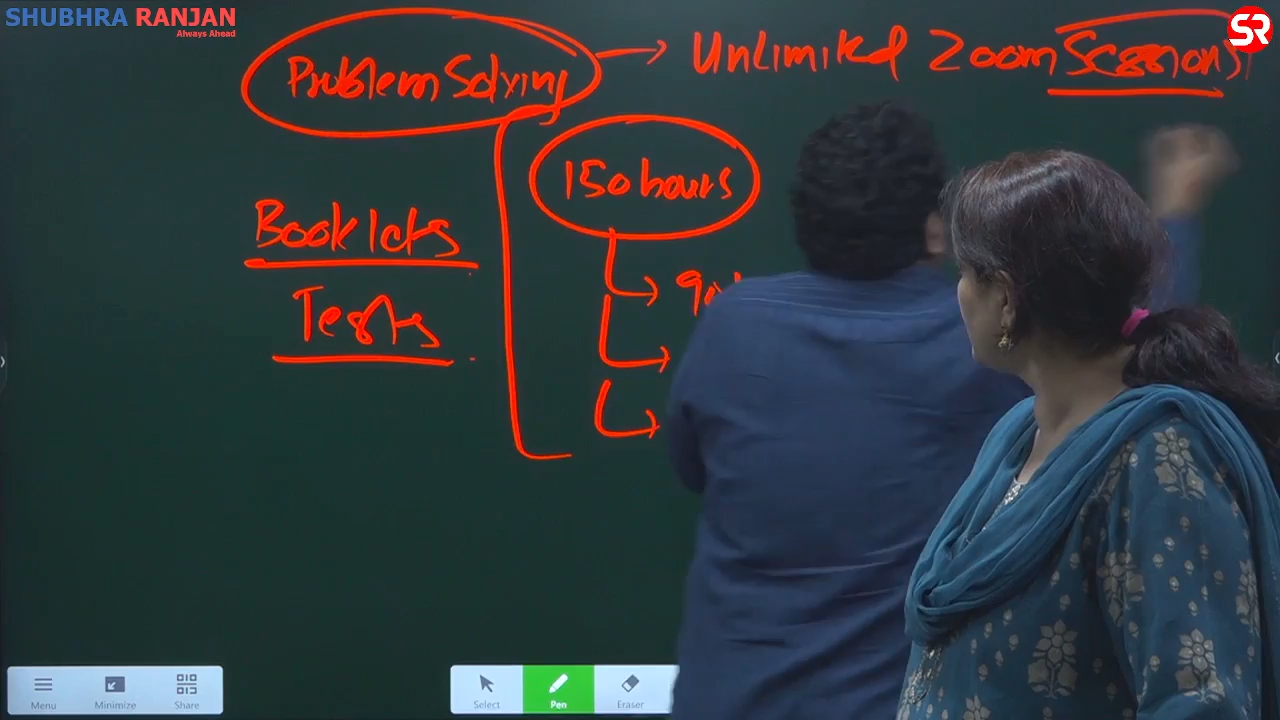 SHUBHRA RANJAN
Always Ahead
SR
Problem Solving
Unlimited Zoom Sessions
150 hours
Booklets
Tests
Menu
Minimize
Share
Select
Pen
Eraser